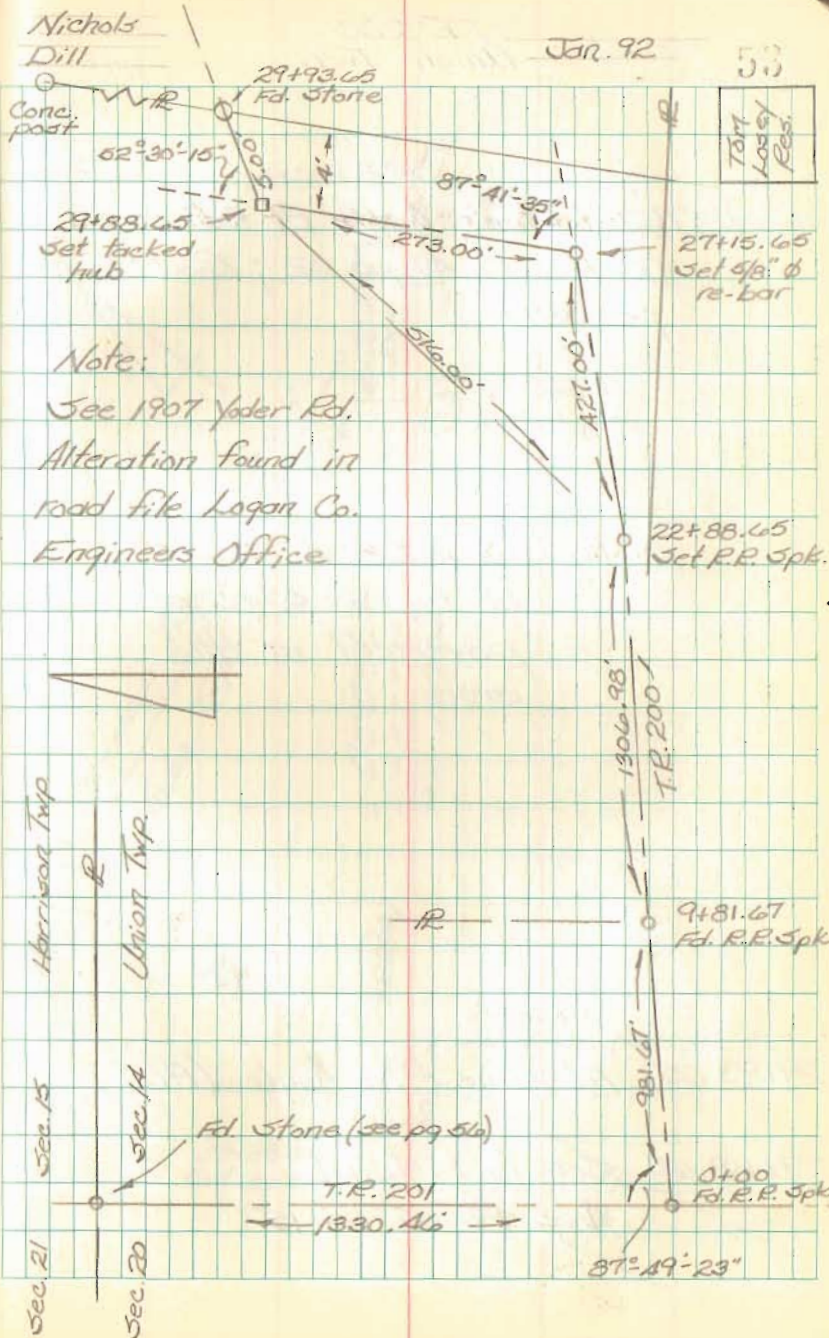 Nichols
Dill
Jan. 92
53
Conc.
post
29+93.65
Fd. Stone
Tom
Losey
Res.
62°-30'-15"
5.00'
4'
87°-41'-35"
29+88.65
Set tacked
hub
273.00'
27+15.65
Set 5/8" ϕ
re-bar
516.00'
427.00'
Note:
See 1907 Yoder Rd.
Alteration found in
road file Logan Co.
Engineers Office
22+88.65
Set R.R. Spk.
1306.98'
T.R. 200
Harrison Twp
Union Twp.
9+81.67
Fd. R.R. Spk
981.67'
Sec. 15
Sec. 14
Fd. Stone (see pg 56)
T.R. 201
1330.46'
0+00
Fd. R.R. Spk.
87°-49'-23"
Sec. 21
Sec. 20